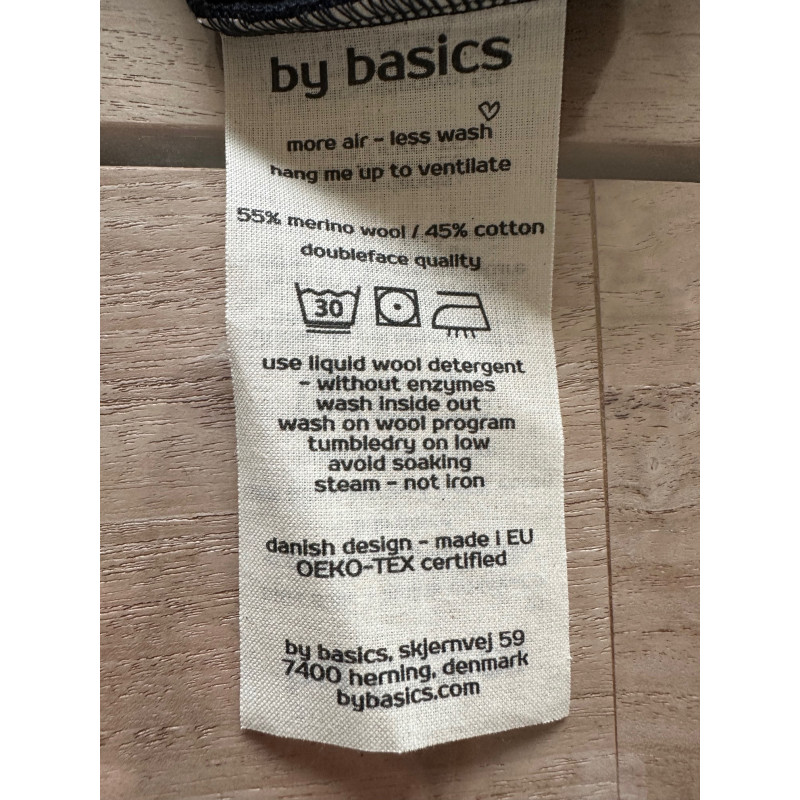 by basics
more air - less wash
hang me up to ventilate
55% merino wool / 45% cotton
doubleface quality
30
use liquid wool detergent
- without enzymes
wash inside out
wash on wool program
tumbledry on low
avoid soaking
steam - not iron
danish design - made i EU
OEKO-TEX certified
by basics, skjernvej 59
7400 herning, denmark
bybasics.com